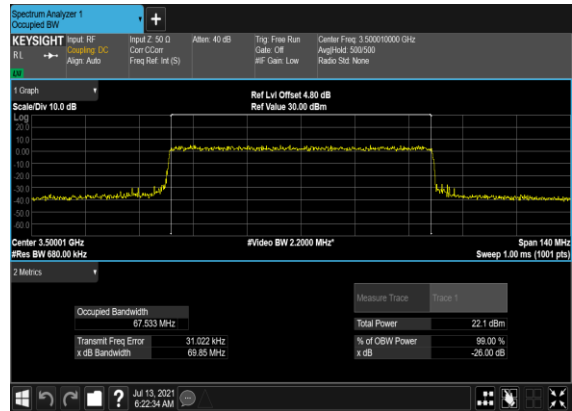 Spectrum Analyzer 1
Occupied BW
+
KEYSIGHT Input: RF Input Z: 50 Ω Atten: 40 dB Trig: Free Run Center Freq: 3.500010000 GHz
RL Coupling: DC Corr CCorr Gate: Off Avg|Hold: 500/500
Align: Auto Freq Ref: Int (S) #IF Gain: Low Radio Std: None
1 Graph
Scale/Div 10.0 dB Ref Lvl Offset 4.80 dB
Ref Value 30.00 dBm
Log
20.0
10.0
0.00
-10.0
-20.0
-30.0
-40.0
-50.0
-60.0
Center 3.50001 GHz #Video BW 2.2000 MHz* Span 140 MHz
#Res BW 680.00 kHz Sweep 1.00 ms (1001 pts)
2 Metrics
Measure Trace Trace 1
Occupied Bandwidth
67.533 MHz Total Power 22.1 dBm
Transmit Freq Error 31.022 kHz % of OBW Power 99.00 %
x dB Bandwidth 69.85 MHz x dB -26.00 dB
? Jul 13, 2021
6:22:34 AM